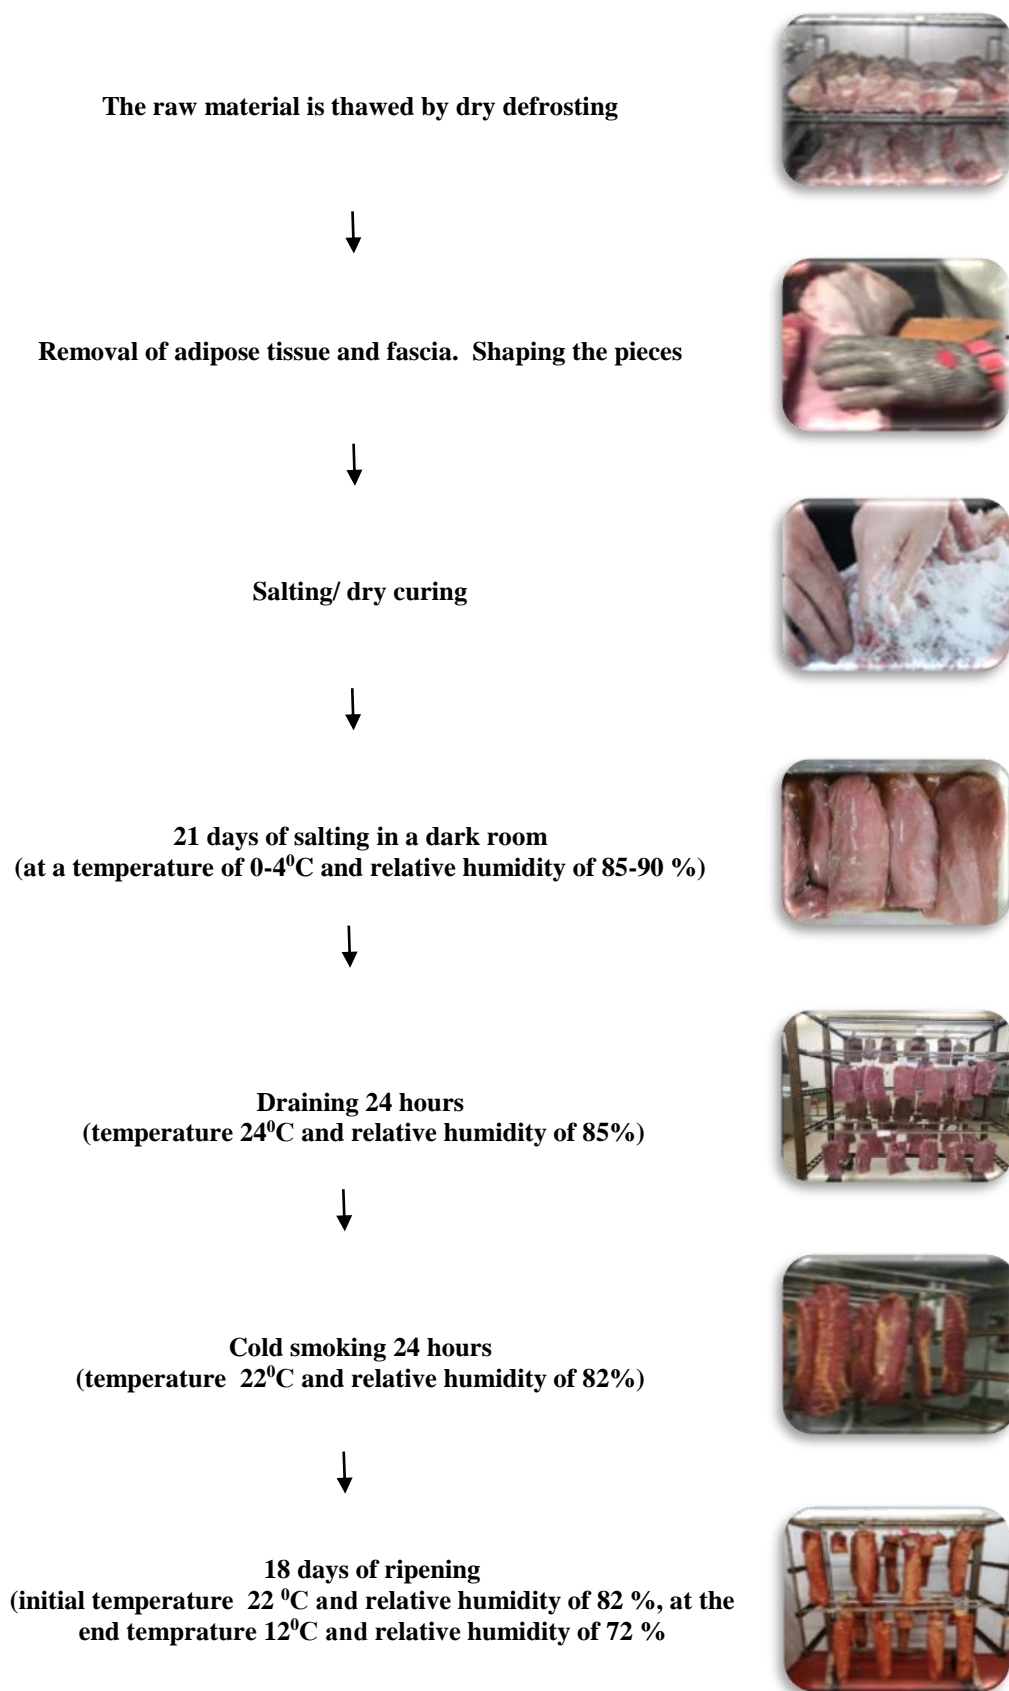 The raw material is thawed by dry defrosting
Removal of adipose tissue and fascia.  Shaping the pieces
Salting/ dry curing
21 days of salting in a dark room
(at a temperature of 0-4⁰C and relative humidity of 85-90 %)
Draining 24 hours
(temperature 24⁰C and relative humidity of 85%)
Cold smoking 24 hours
(temperature  22⁰C and relative humidity of 82%)
18 days of ripening
(initial temperature  22 ⁰C and relative humidity of 82 %, at the
end temprature 12⁰C and relative humidity of 72 %